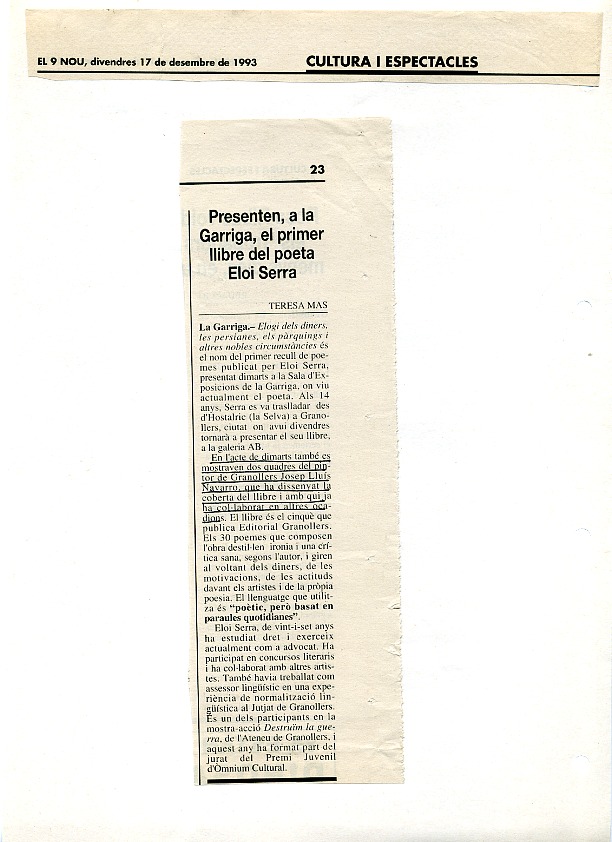 EL 9 NOU, divendres 17 de desembre de 1993
CULTURA I ESPECTACLES
23
Presenten, a la
Garriga, el primer
llibre del poeta
Eloi Serra
TERESA MAS
La Garriga.– Elogi dels diners,
les persianes, els pàrquings i
altres nobles circumstàncies és
el nom del primer recull de poe-
mes publicat per Eloi Serra,
presentat dimarts a la Sala d'Ex-
posicions de la Garriga, on viu
actualment el poeta. Als 14
anys, Serra es va traslladar des
d'Hostalric (la Selva) a Grano-
llers, ciutat on avui divendres
tornarà a presentar el seu llibre,
a la galeria AB.
En l'acte de dimarts també es
mostraven dos quadres del pin-
tor de Granollers Josep Lluís
Navarro, que ha dissenyat la
coberta del llibre i amb qui ja
ha col·laborat en altres oca-
dions. El llibre és el cinquè que
publica Editorial Granollers.
Els 30 poemes que composen
l'obra destil·len ironia i una crí-
tica sana, segons l'autor, i giren
al voltant dels diners, de les
motivacions, de les actituds
davant els artistes i de la pròpia
poesia. El llenguatge que utilit-
za és "poètic, però basat en
paraules quotidianes".
Eloi Serra, de vint-i-set anys
ha estudiat dret i exerceix
actualment com a advocat. Ha
participat en concursos literaris
i ha col·laborat amb altres artis-
tes. També havia treballat com
assessor lingüístic en una expe-
riència de normalització lin-
güística al Jutjat de Granollers.
És un dels participants en la
mostra-acció Destruïm la gue-
rra, de l'Ateneu de Granollers, i
aquest any ha format part del
jurat del Premi Juvenil
d'Òmnium Cultural.